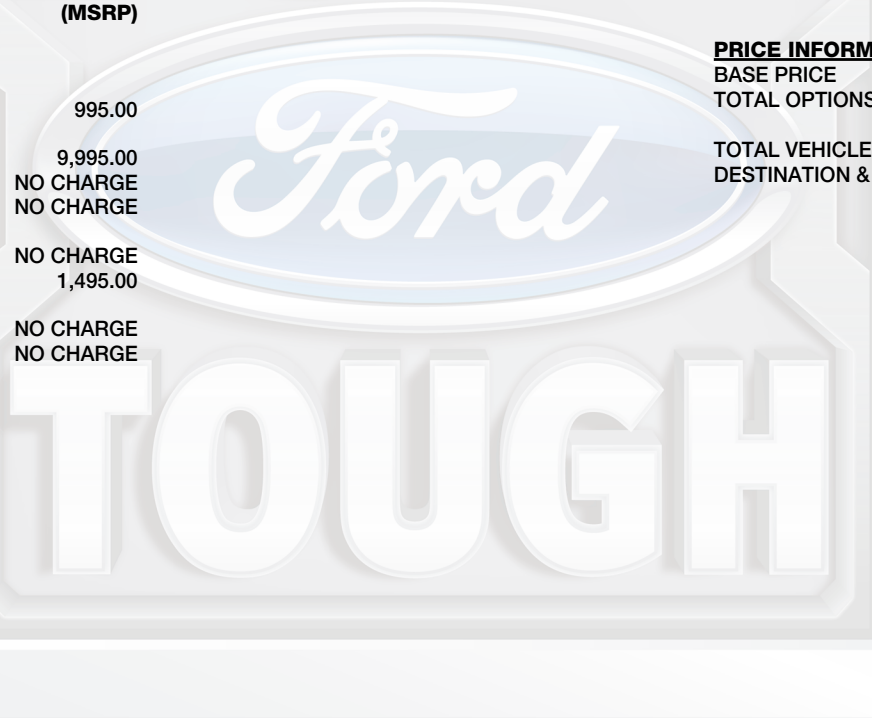 (MSRP)
995.00
9,995.00
NO CHARGE
NO CHARGE
NO CHARGE
1,495.00
NO CHARGE
NO CHARGE
PRICE INFORM
BASE PRICE
TOTAL OPTIONS
TOTAL VEHICLE
DESTINATION &
Ford
TOUGH